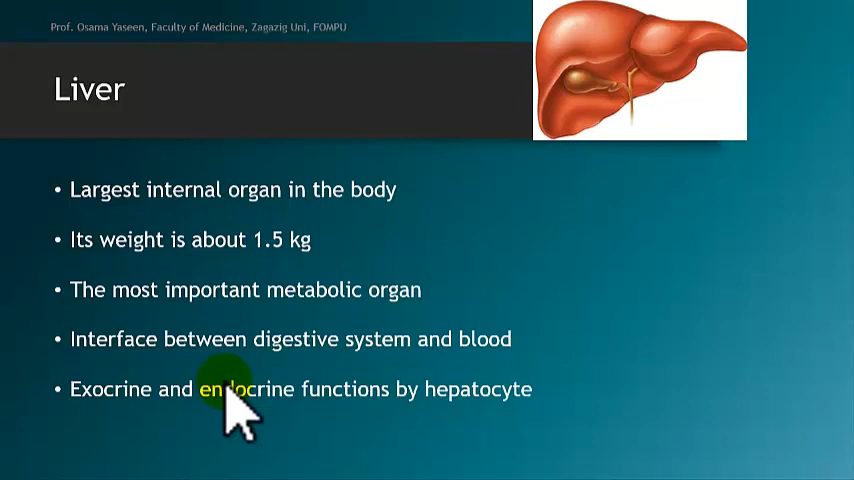 Prof. Osama Yaseen, Faculty of Medicine, Zagazig Uni, FOMPU
Liver
• Largest internal organ in the body
• Its weight is about 1.5 kg
• The most important metabolic organ
• Interface between digestive system and blood
• Exocrine and endocrine functions by hepatocyte